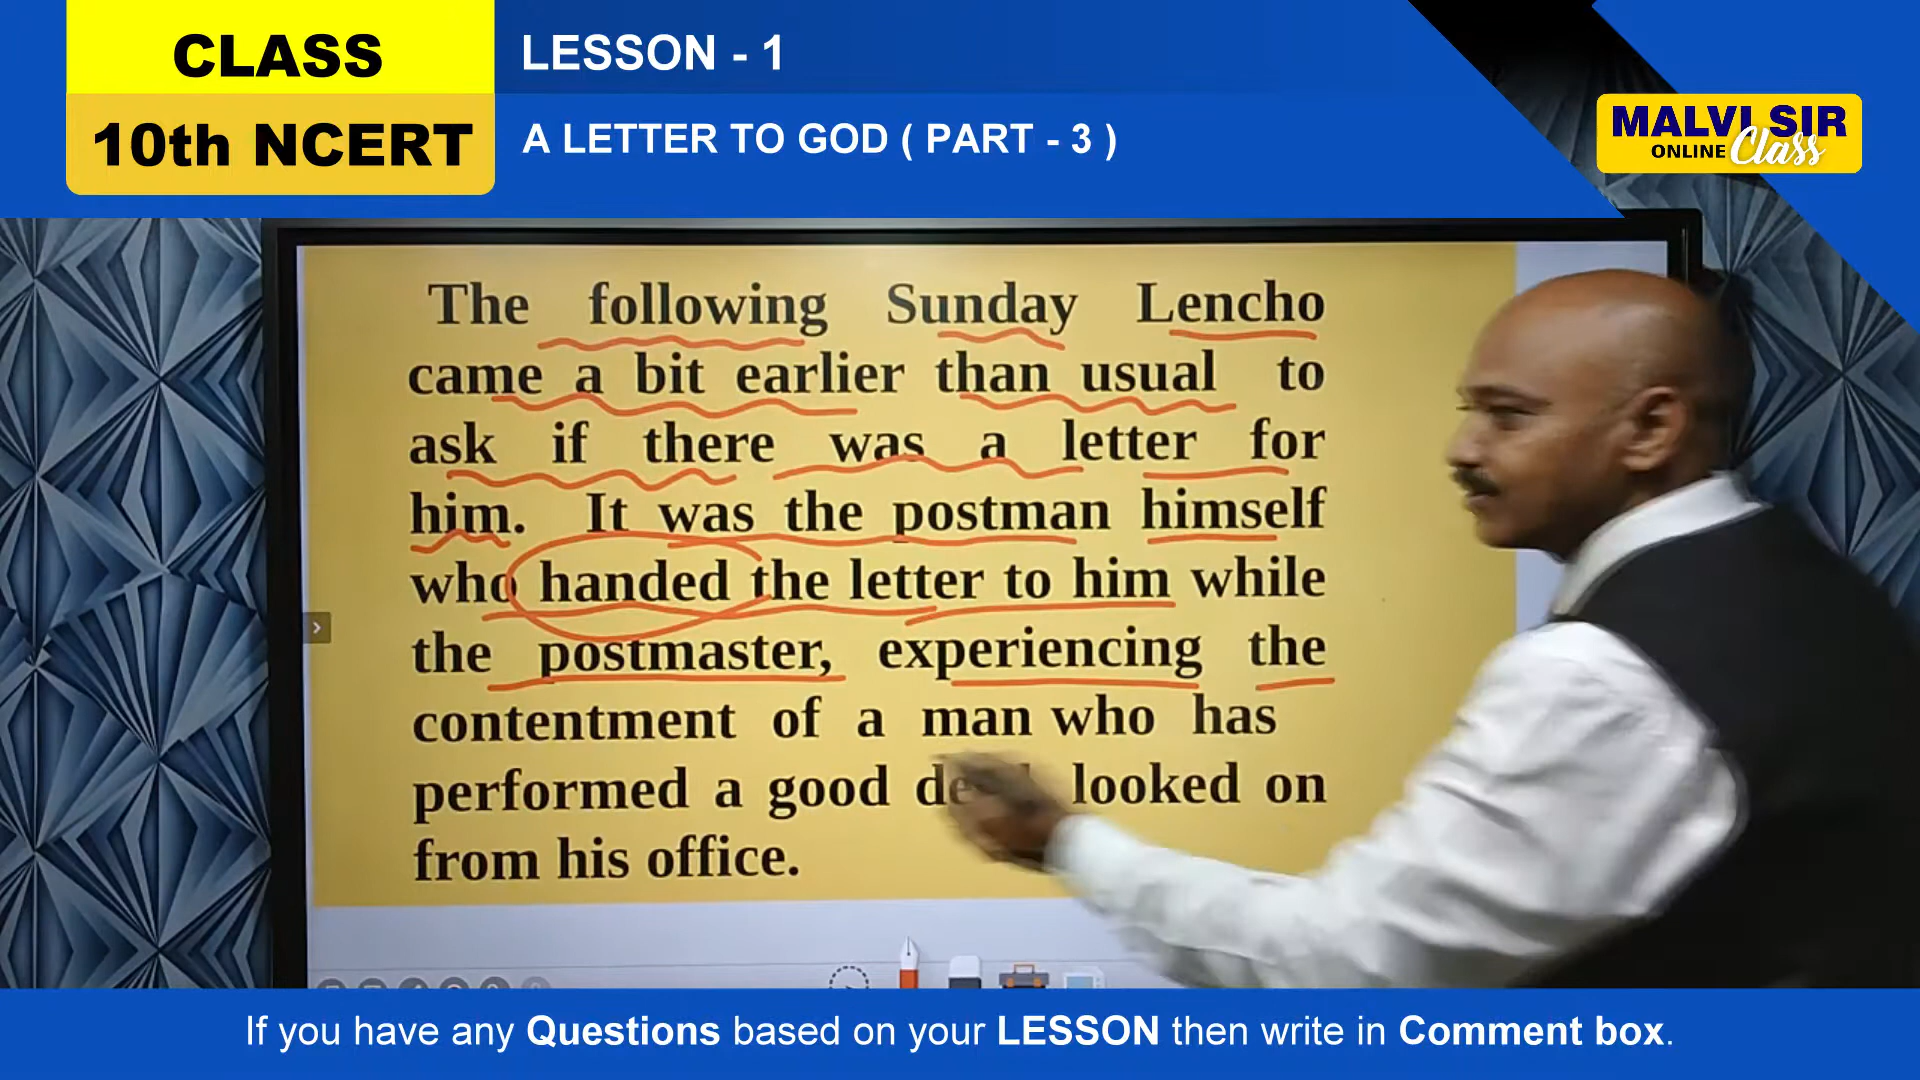 CLASS
10th NCERT
LESSON - 1
A LETTER TO GOD ( PART - 3 )
MALVI SIR
ONLINE Class
The following Sunday Lencho
came a bit earlier than usual to
ask if there was a letter for
him. It was the postman himself
who handed the letter to him while
the postmaster, experiencing the
contentment of a man who has
performed a good looked on
from his office.
If you have any Questions based on your LESSON then write in Comment box.